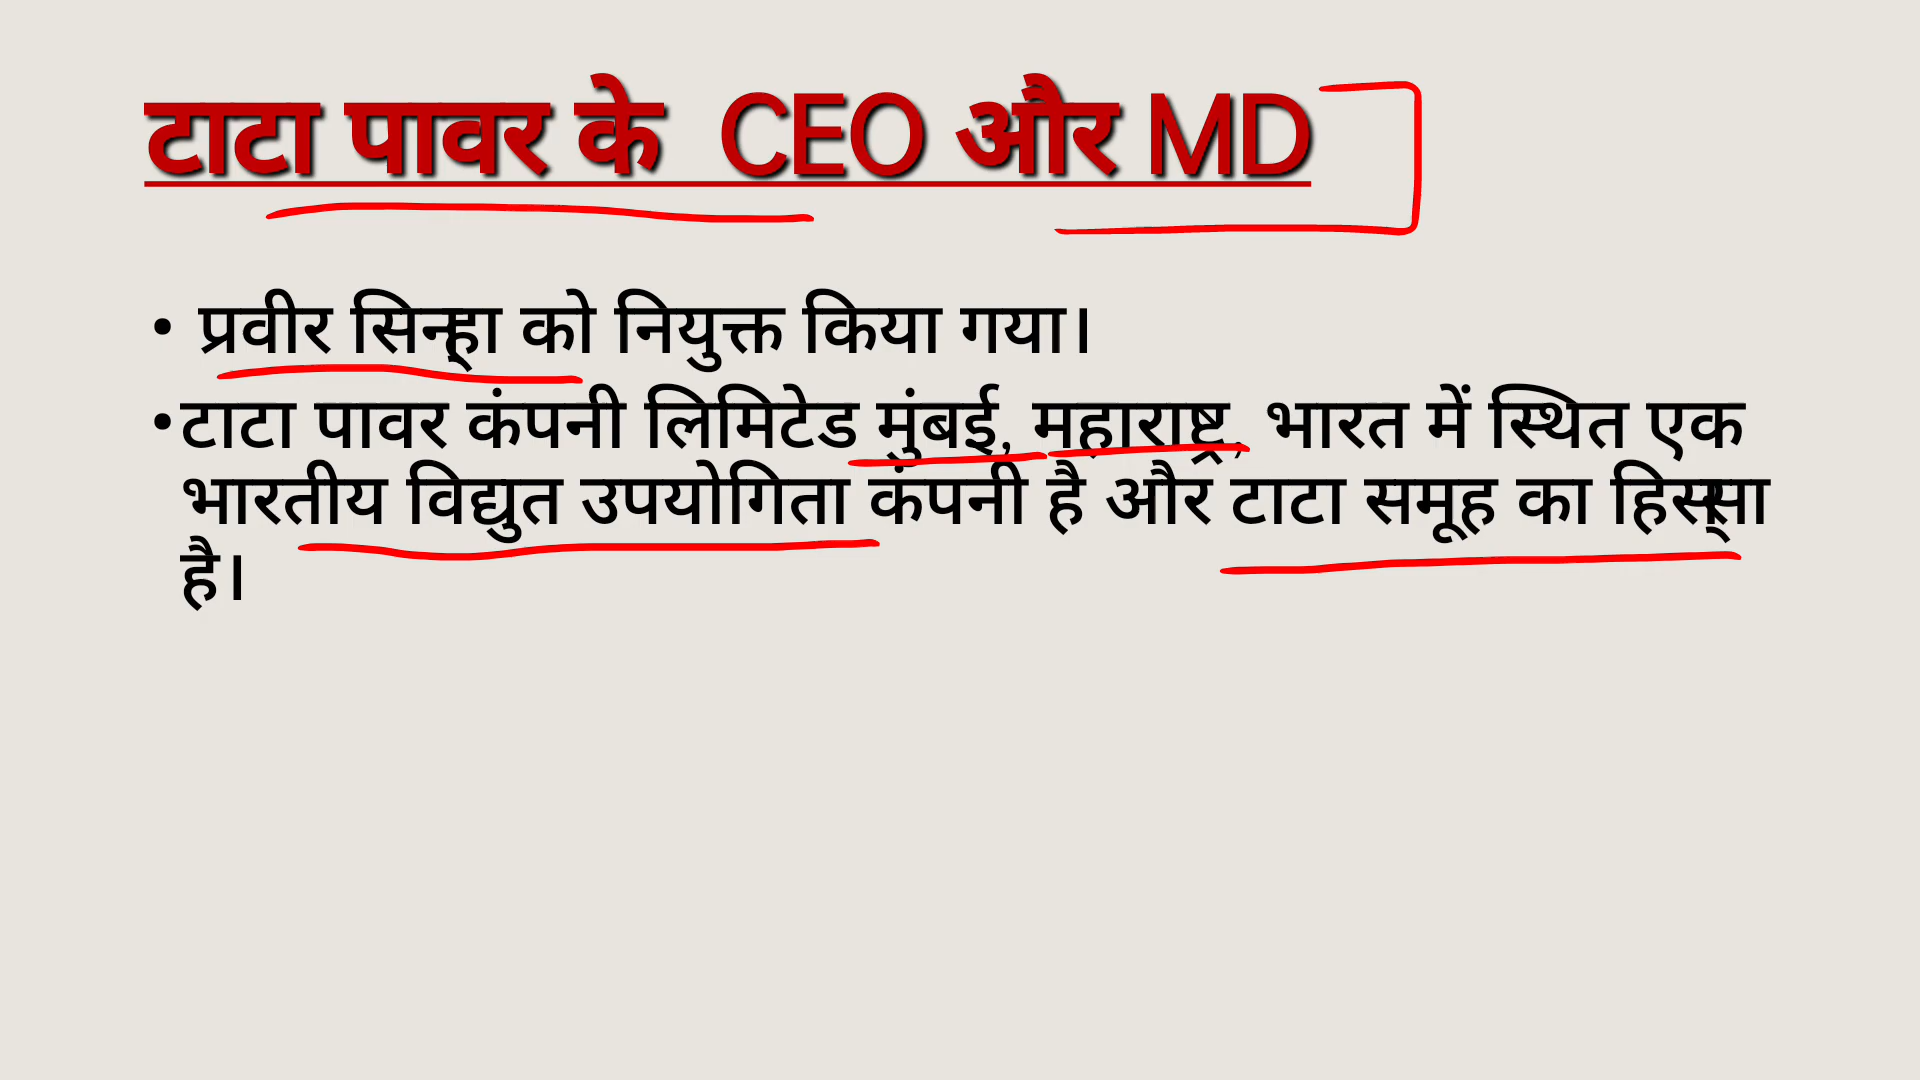 टाटा पावर के CEO और MD
• प्रवीर सिन्हा को नियुक्त किया गया।
• टाटा पावर कंपनी लिमिटेड मुंबई, महाराष्ट्र, भारत में स्थित एक
भारतीय विद्युत उपयोगिता कंपनी है और टाटा समूह का हिस्सा
है।